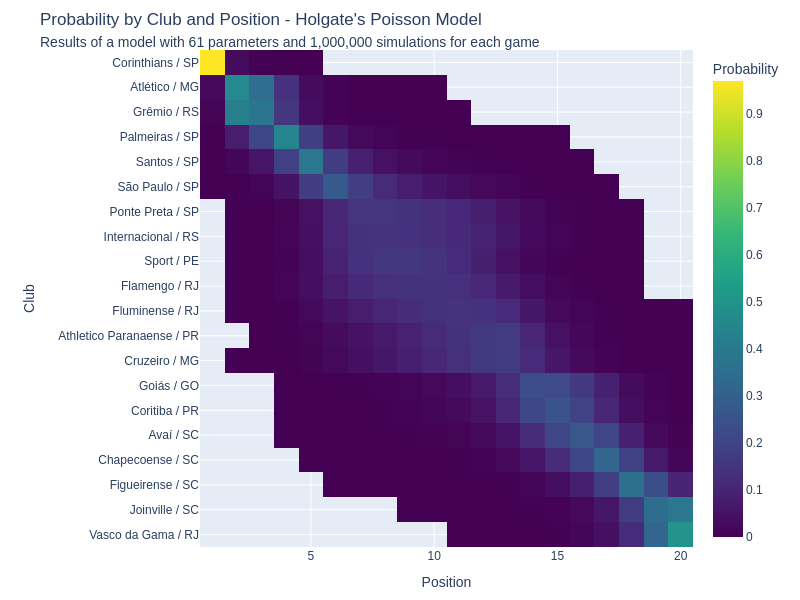 Probability by Club and Position - Holgate's Poisson Model
Results of a model with 61 parameters and 1,000,000 simulations for each game
Corinthians / SP
Atlético / MG
Grêmio / RS
Palmeiras / SP
Santos / SP
São Paulo / SP
Ponte Preta / SP
Internacional / RS
Sport / PE
Flamengo / RJ
Fluminense / RJ
Athletico Paranaense / PR
Cruzeiro / MG
Goiás / GO
Coritiba / PR
Avaí / SC
Chapecoense / SC
Figueirense / SC
Joinville / SC
Vasco da Gama / RJ
Club
5
10
15
20
Position
Probability
0.9
0.8
0.7
0.6
0.5
0.4
0.3
0.2
0.1
0